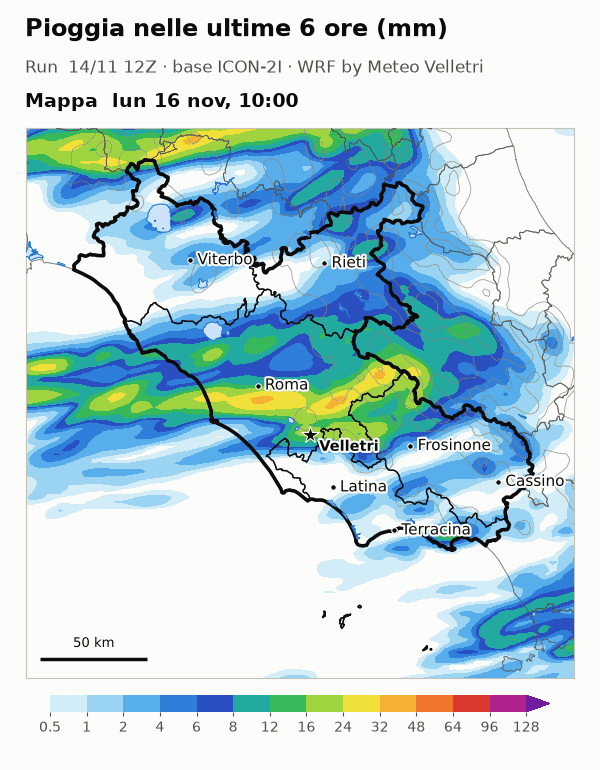 Pioggia nelle ultime 6 ore (mm)
Run  14/11 12Z · base ICON-2I · WRF by Meteo Velletri
Mappa  lun 16 nov, 10:00
Viterbo
Rieti
Roma
Velletri
Frosinone
Cassino
Latina
Terracina
50 km
0.5 1 2 4 6 8 12 16 24 32 48 64 96 128